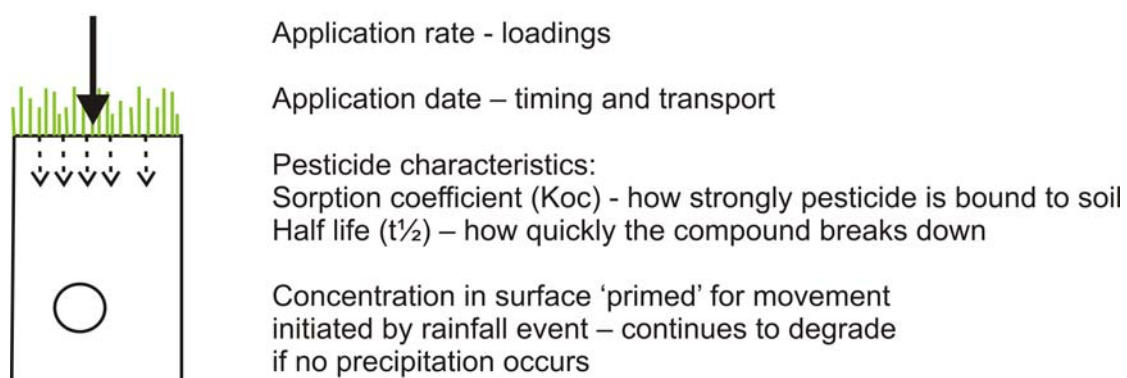 Application rate - loadings
Application date – timing and transport
Pesticide characteristics:
Sorption coefficient (Koc) - how strongly pesticide is bound to soil
Half life (t½) – how quickly the compound breaks down
Concentration in surface ‘primed’ for movement
initiated by rainfall event – continues to degrade
if no precipitation occurs